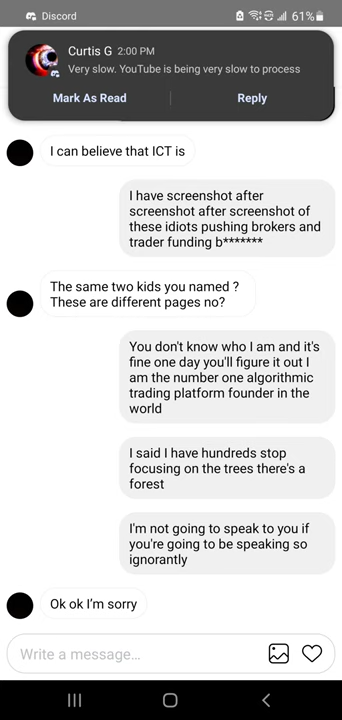 Discord
61%
Curtis G 2:00 PM
Very slow. YouTube is being very slow to process
Mark As Read
Reply
I can believe that ICT is
I have screenshot after
screenshot after screenshot of
these idiots pushing brokers and
trader funding b*******
The same two kids you named ?
These are different pages no?
You don't know who I am and it's
fine one day you'll figure it out I
am the number one algorithmic
trading platform founder in the
world
I said I have hundreds stop
focusing on the trees there's a
forest
I'm not going to speak to you if
you're going to be speaking so
ignorantly
Ok ok I'm sorry
Write a message...